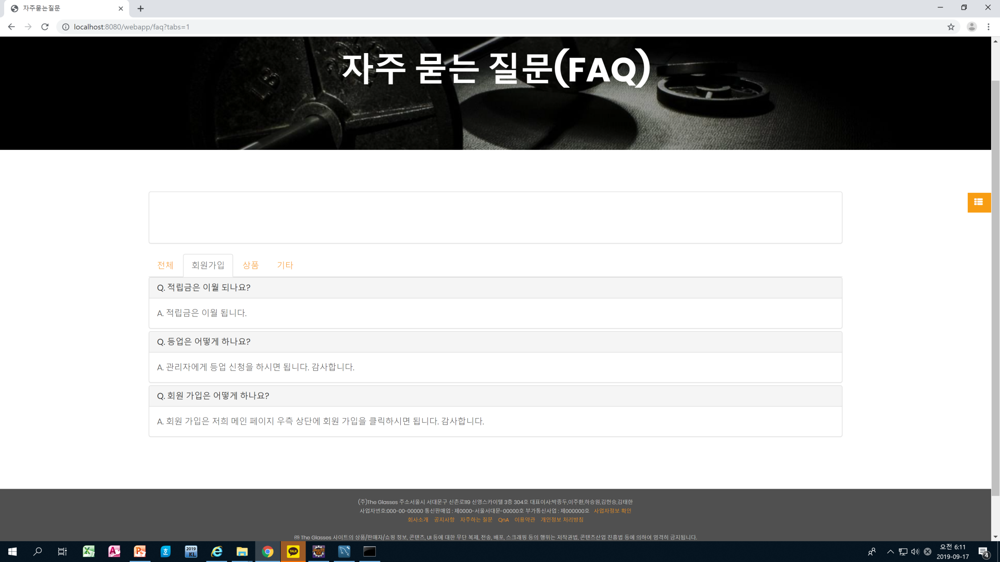 자주묻는질문
localhost:8080/webapp/faq?tabs=1
자주 묻는 질문(FAQ)
전체 회원가입 상품 기타
Q. 적립금은 이월 되나요?
A. 적립금은 이월 됩니다.
Q. 등업은 어떻게 하나요?
A. 관리자에게 등업 신청을 하시면 됩니다. 감사합니다.
Q. 회원 가입은 어떻게 하나요?
A. 회원 가입은 저희 메인 페이지 우측 상단에 회원 가입을 클릭하시면 됩니다. 감사합니다.
(주)The Glasses 주소서울시 서대문구 신촌로119 신영스카이텔 3층 304호 대표이사:박종두,이주환,하승원,김헌승,김태한
사업자번호:000-00-00000 통신판매업 : 제0000-서울서대문-00000호 부가통신사업 : 제000000호 사업자정보 확인
회사소개 공지사항 자주하는 질문 QnA 이용약관 개인정보 처리방침
㈜ The Glasses 사이트의 상품/판매자/쇼핑 정보, 콘텐츠, UI 등에 대한 무단 복제, 전송, 배포, 스크래핑 등의 행위는 저작권법, 콘텐츠산업 진흥법 등에 의하여 엄격히 금지됩니다.
2019 KL
TALK
Java EE IDE
오전 6:11
2019-09-17
4